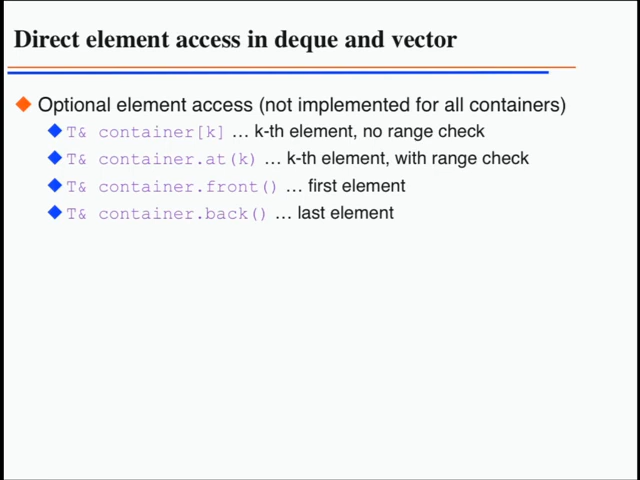 Direct element access in deque and vector
Optional element access (not implemented for all containers)
T& container[k] … k-th element, no range check
T& container.at(k) … k-th element, with range check
T& container.front() … first element
T& container.back() … last element